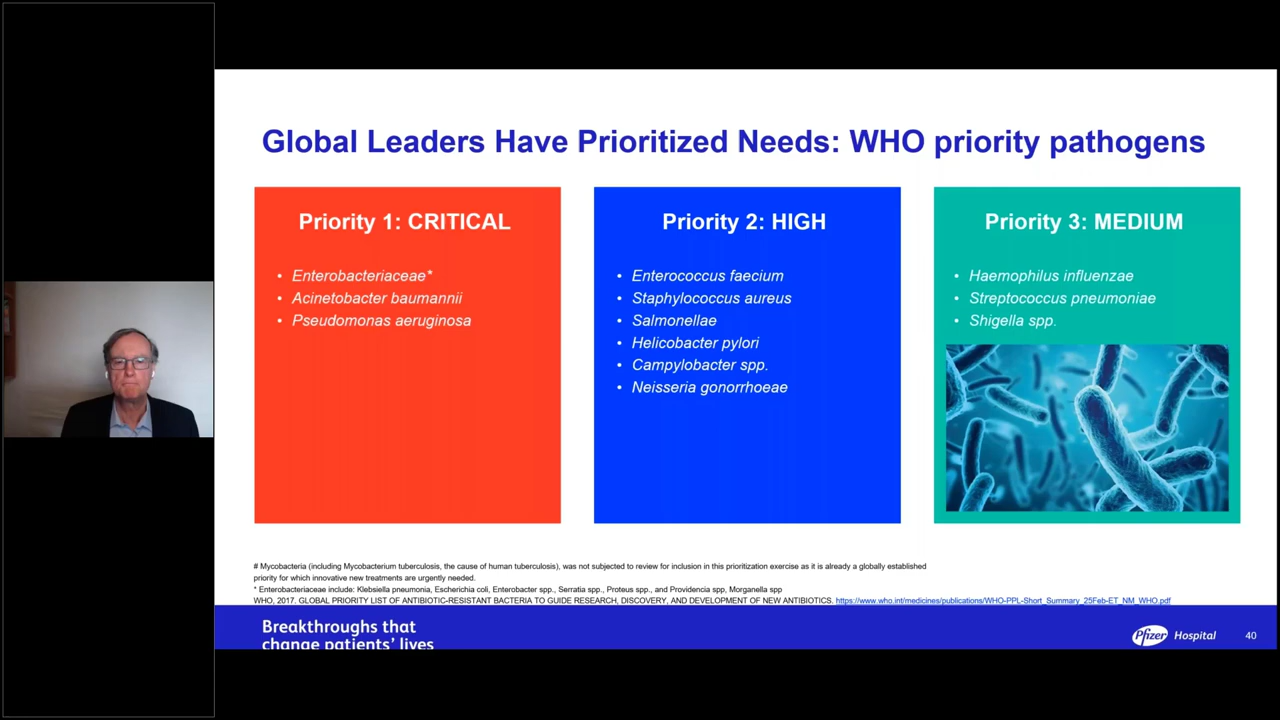 Global Leaders Have Prioritized Needs: WHO priority pathogens
Priority 1: CRITICAL
• Enterobacteriaceae*
• Acinetobacter baumannii
• Pseudomonas aeruginosa
Priority 2: HIGH
• Enterococcus faecium
• Staphylococcus aureus
• Salmonellae
• Helicobacter pylori
• Campylobacter spp.
• Neisseria gonorrhoeae
Priority 3: MEDIUM
• Haemophilus influenzae
• Streptococcus pneumoniae
• Shigella spp.
# Mycobacteria (including Mycobacterium tuberculosis, the cause of human tuberculosis), was not subjected to review for inclusion in this prioritization exercise as it is already a globally established
priority for which innovative new treatments are urgently needed.
* Enterobacteriaceae include: Klebsiella pneumonia, Escherichia coli, Enterobacter spp., Serratia spp., Proteus spp., and Providencia spp, Morganella spp
WHO, 2017. GLOBAL PRIORITY LIST OF ANTIBIOTIC-RESISTANT BACTERIA TO GUIDE RESEARCH, DISCOVERY, AND DEVELOPMENT OF NEW ANTIBIOTICS. https://www.who.int/medicines/publications/WHO-PPL-Short_Summary_25Feb-ET_NM_WHO.pdf
Breakthroughs that
change patients' lives
Pfizer Hospital 40